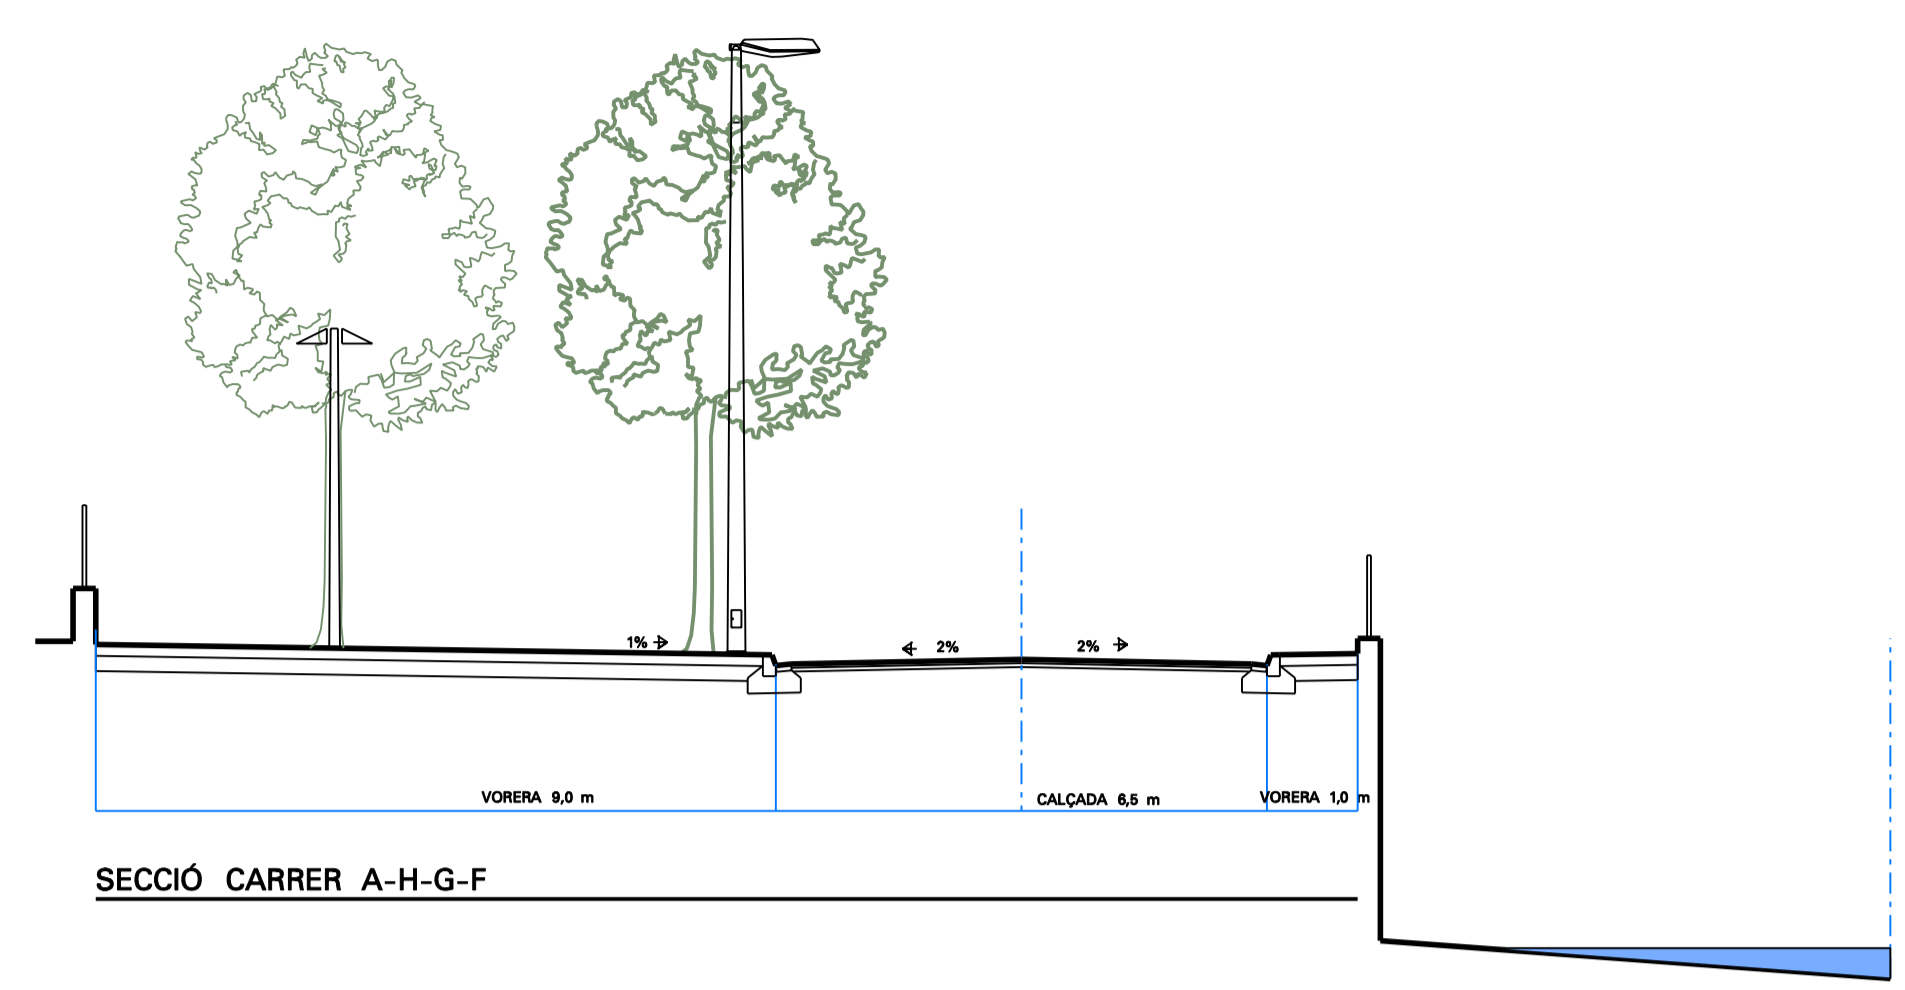 1%
2%
2%
VORERA 9,0 m
CALÇADA 6,5 m
VORERA 1,0 m
SECCIÓ CARRER A-H-G-F